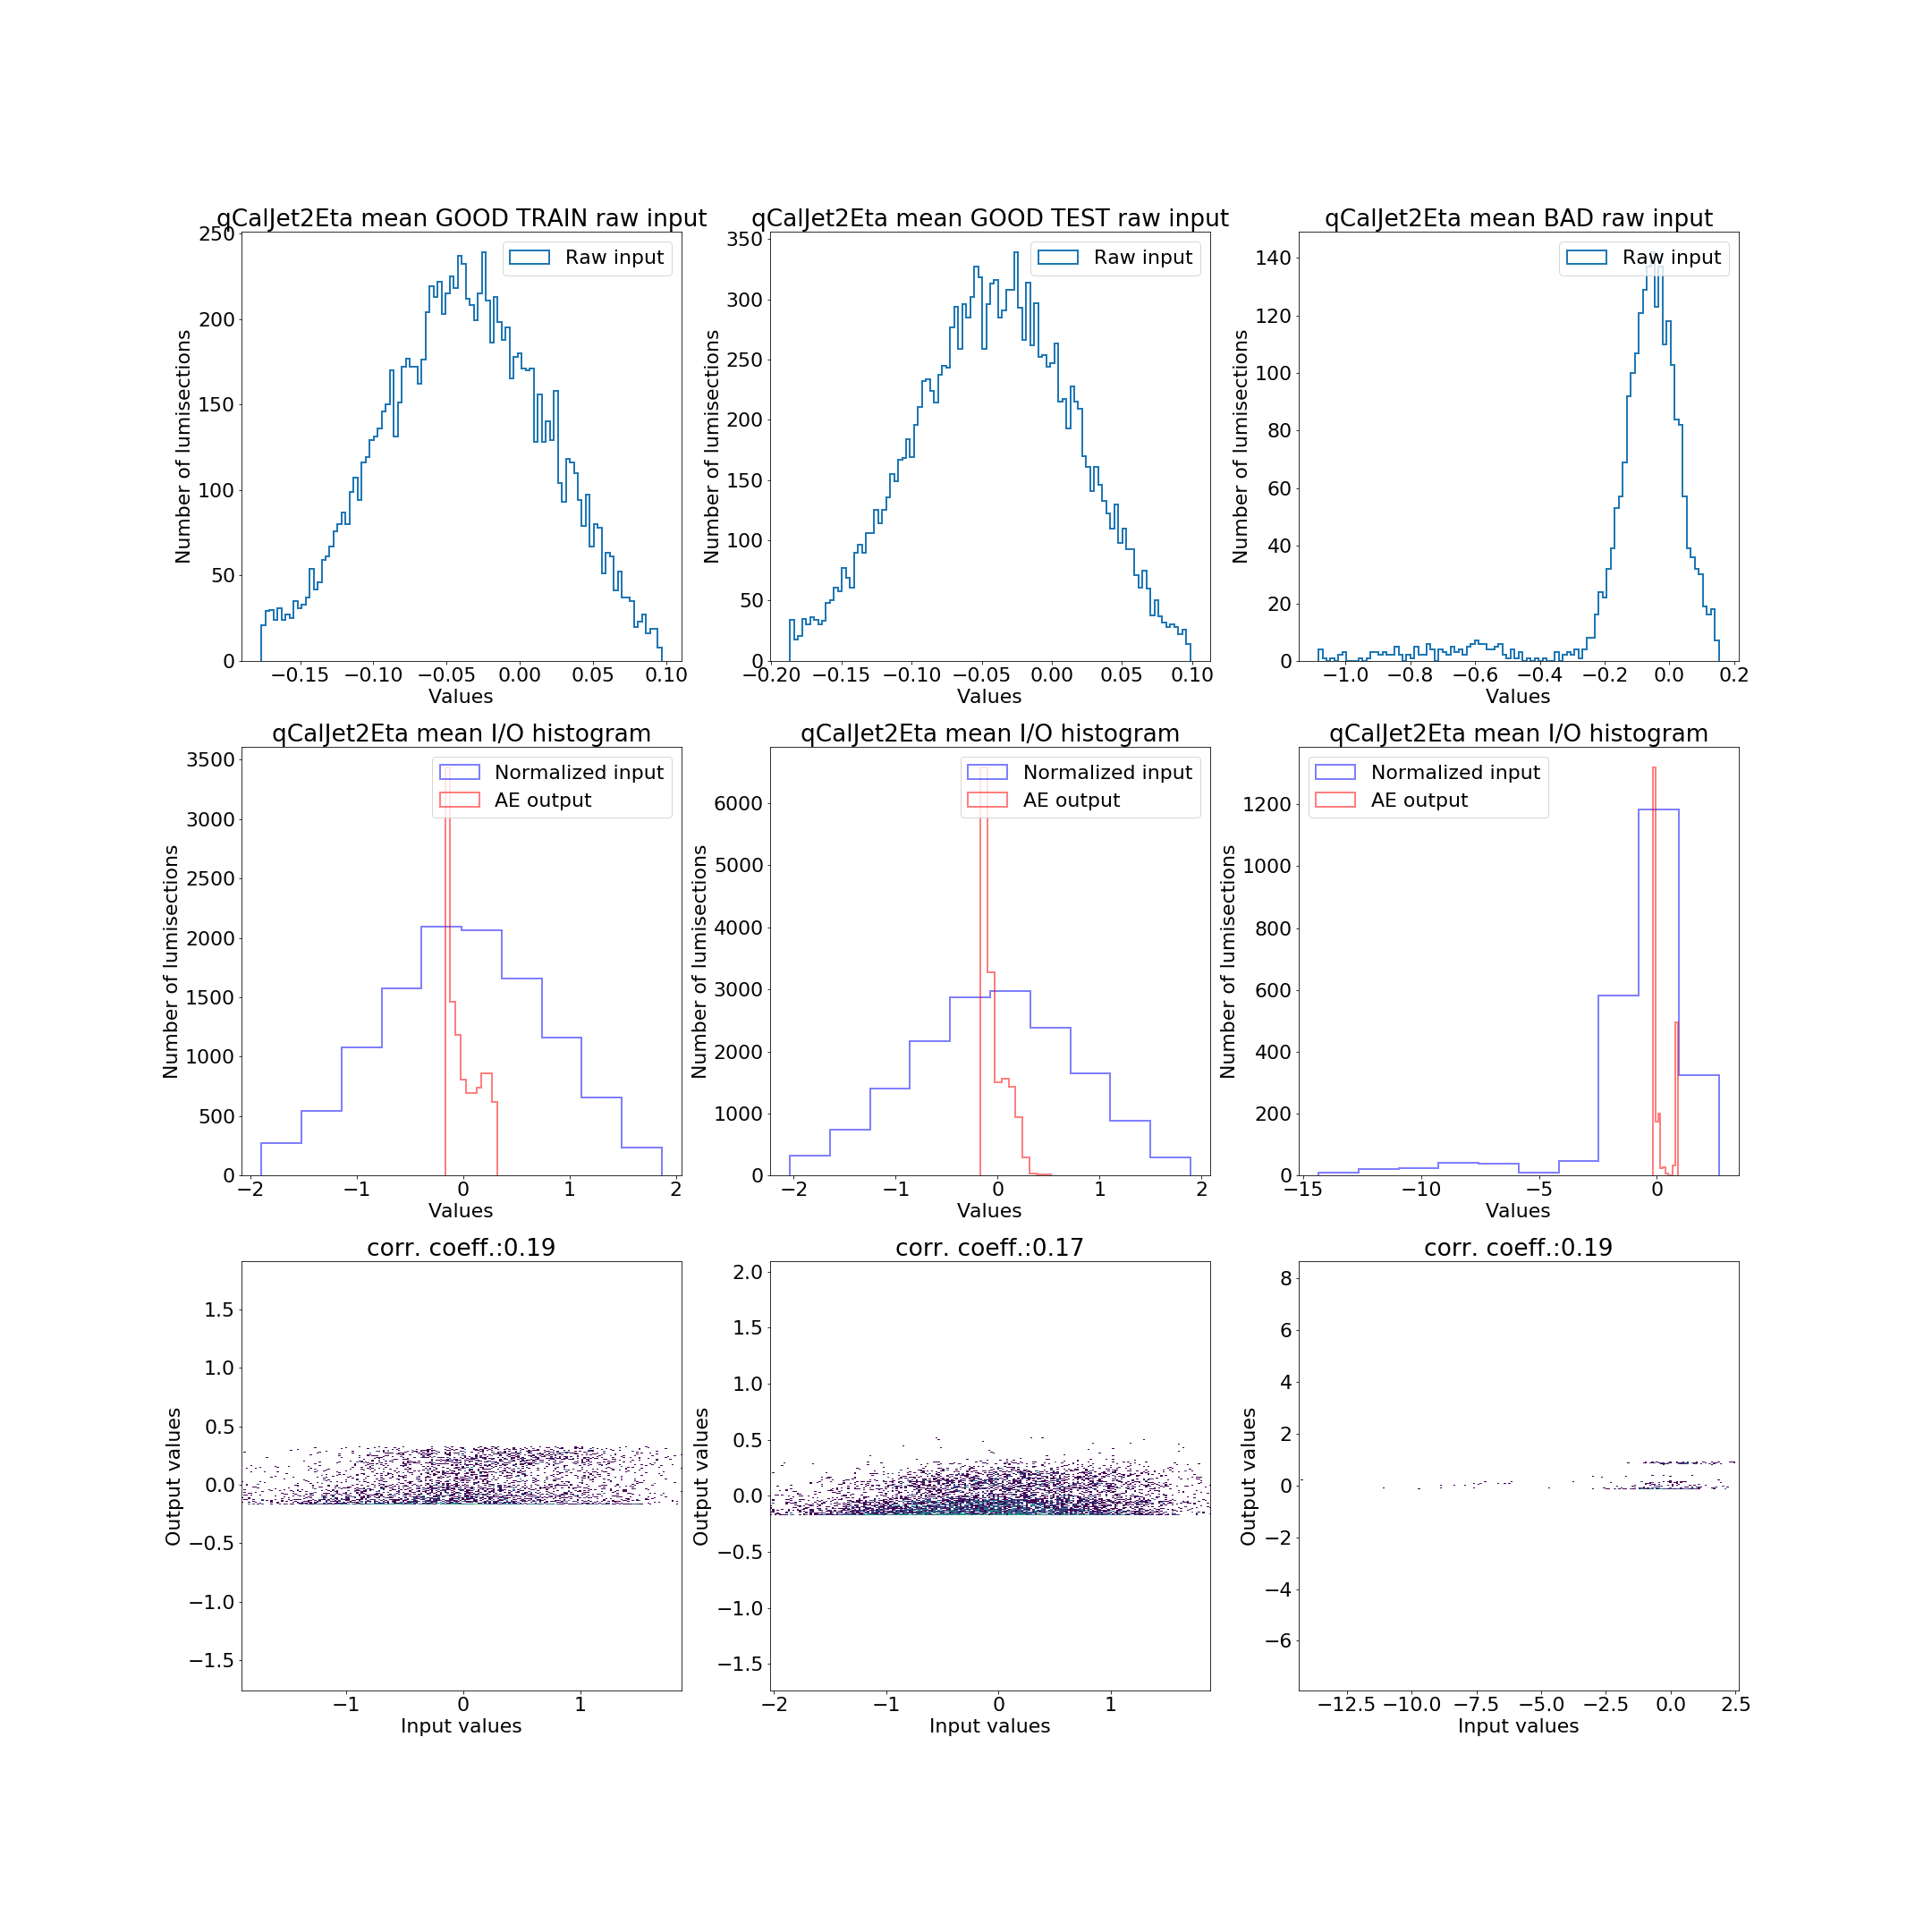 qCalJet2Eta mean GOOD TRAIN raw input
250
200
150
100
50
0
Number of lumisections
Raw input
−0.15 −0.10 −0.05 0.00 0.05 0.10
Values
qCalJet2Eta mean GOOD TEST raw input
350
300
250
200
150
100
50
0
Number of lumisections
Raw input
−0.20 −0.15 −0.10 −0.05 0.00 0.05 0.10
Values
qCalJet2Eta mean BAD raw input
140
120
100
80
60
40
20
0
Number of lumisections
Raw input
−1.0 −0.8 −0.6 −0.4 −0.2 0.0 0.2
Values
qCalJet2Eta mean I/O histogram
3500
3000
2500
2000
1500
1000
500
0
Number of lumisections
Normalized input
AE output
−2 −1 0 1 2
Values
qCalJet2Eta mean I/O histogram
6000
5000
4000
3000
2000
1000
0
Number of lumisections
Normalized input
AE output
−2 −1 0 1 2
Values
qCalJet2Eta mean I/O histogram
1200
1000
800
600
400
200
0
Number of lumisections
Normalized input
AE output
−15 −10 −5 0
Values
corr. coeff.:0.19
1.5
1.0
0.5
0.0
−0.5
−1.0
−1.5
Output values
−1 0 1
Input values
corr. coeff.:0.17
2.0
1.5
1.0
0.5
0.0
−0.5
−1.0
−1.5
Output values
−2 −1 0 1
Input values
corr. coeff.:0.19
8
6
4
2
0
−2
−4
−6
Output values
−12.5 −10.0 −7.5 −5.0 −2.5 0.0 2.5
Input values